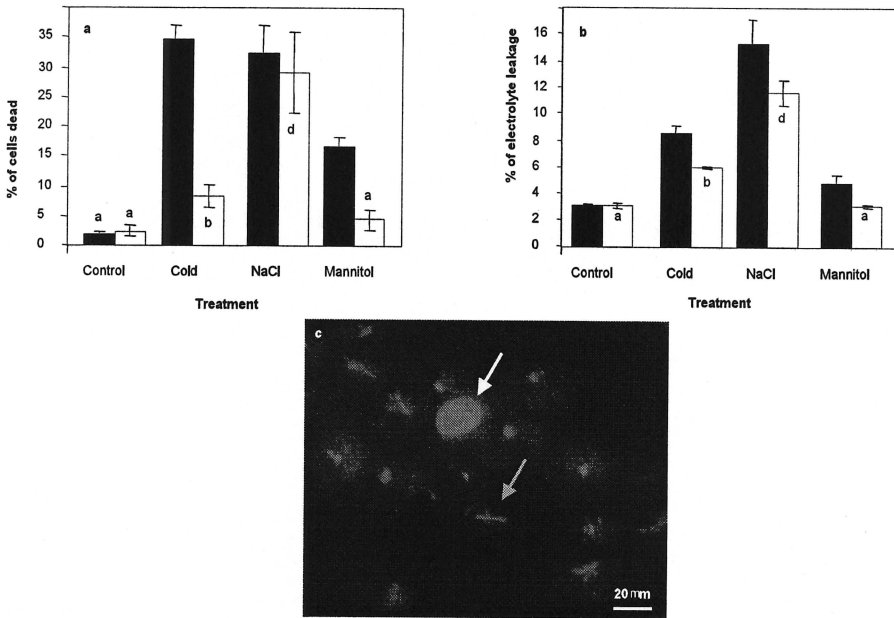 a
% of cells dead
35
30
25
20
15
10
5
0
a a b d a
Control Cold NaCl Mannitol
Treatment
b
% of electrolyte leakage
16
14
12
10
8
6
4
2
0
a b d a
Control Cold NaCl Mannitol
Treatment
c
20 mm